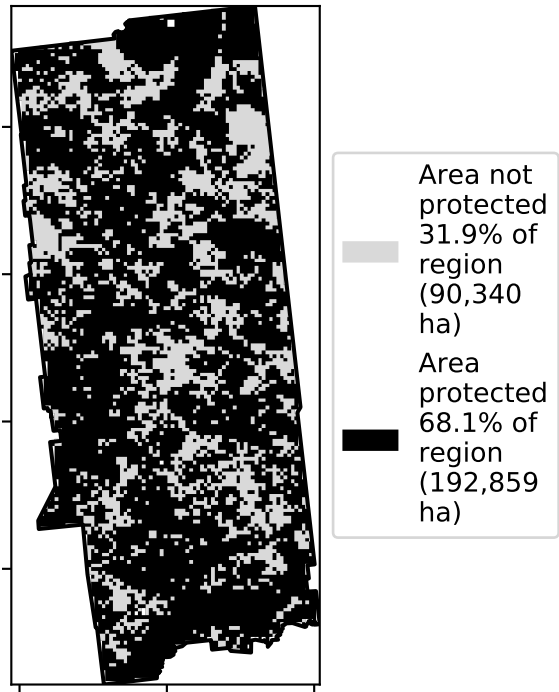 Area not
protected
31.9% of
region
(90,340
ha)
Area
protected
68.1% of
region
(192,859
ha)